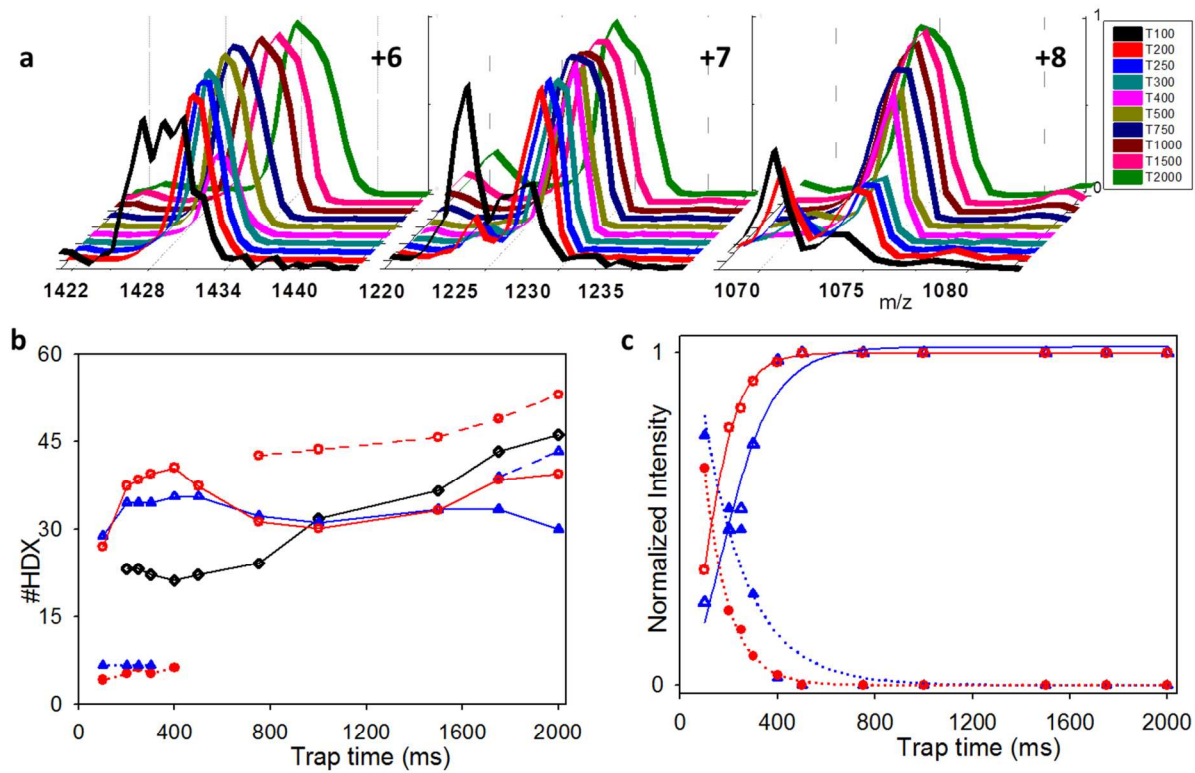 a
+6
+7
+8
1
0
T100
T200
T250
T300
T400
T500
T750
T1000
T1500
T2000
1422 1428 1434 1440 1220 1225 1230 1235 1070 1075 1080
m/z
b
60
45
30
15
0
#HDX
0 400 800 1200 1600 2000
Trap time (ms)
c
1
0
Normalized Intensity
0 400 800 1200 1600 2000
Trap time (ms)